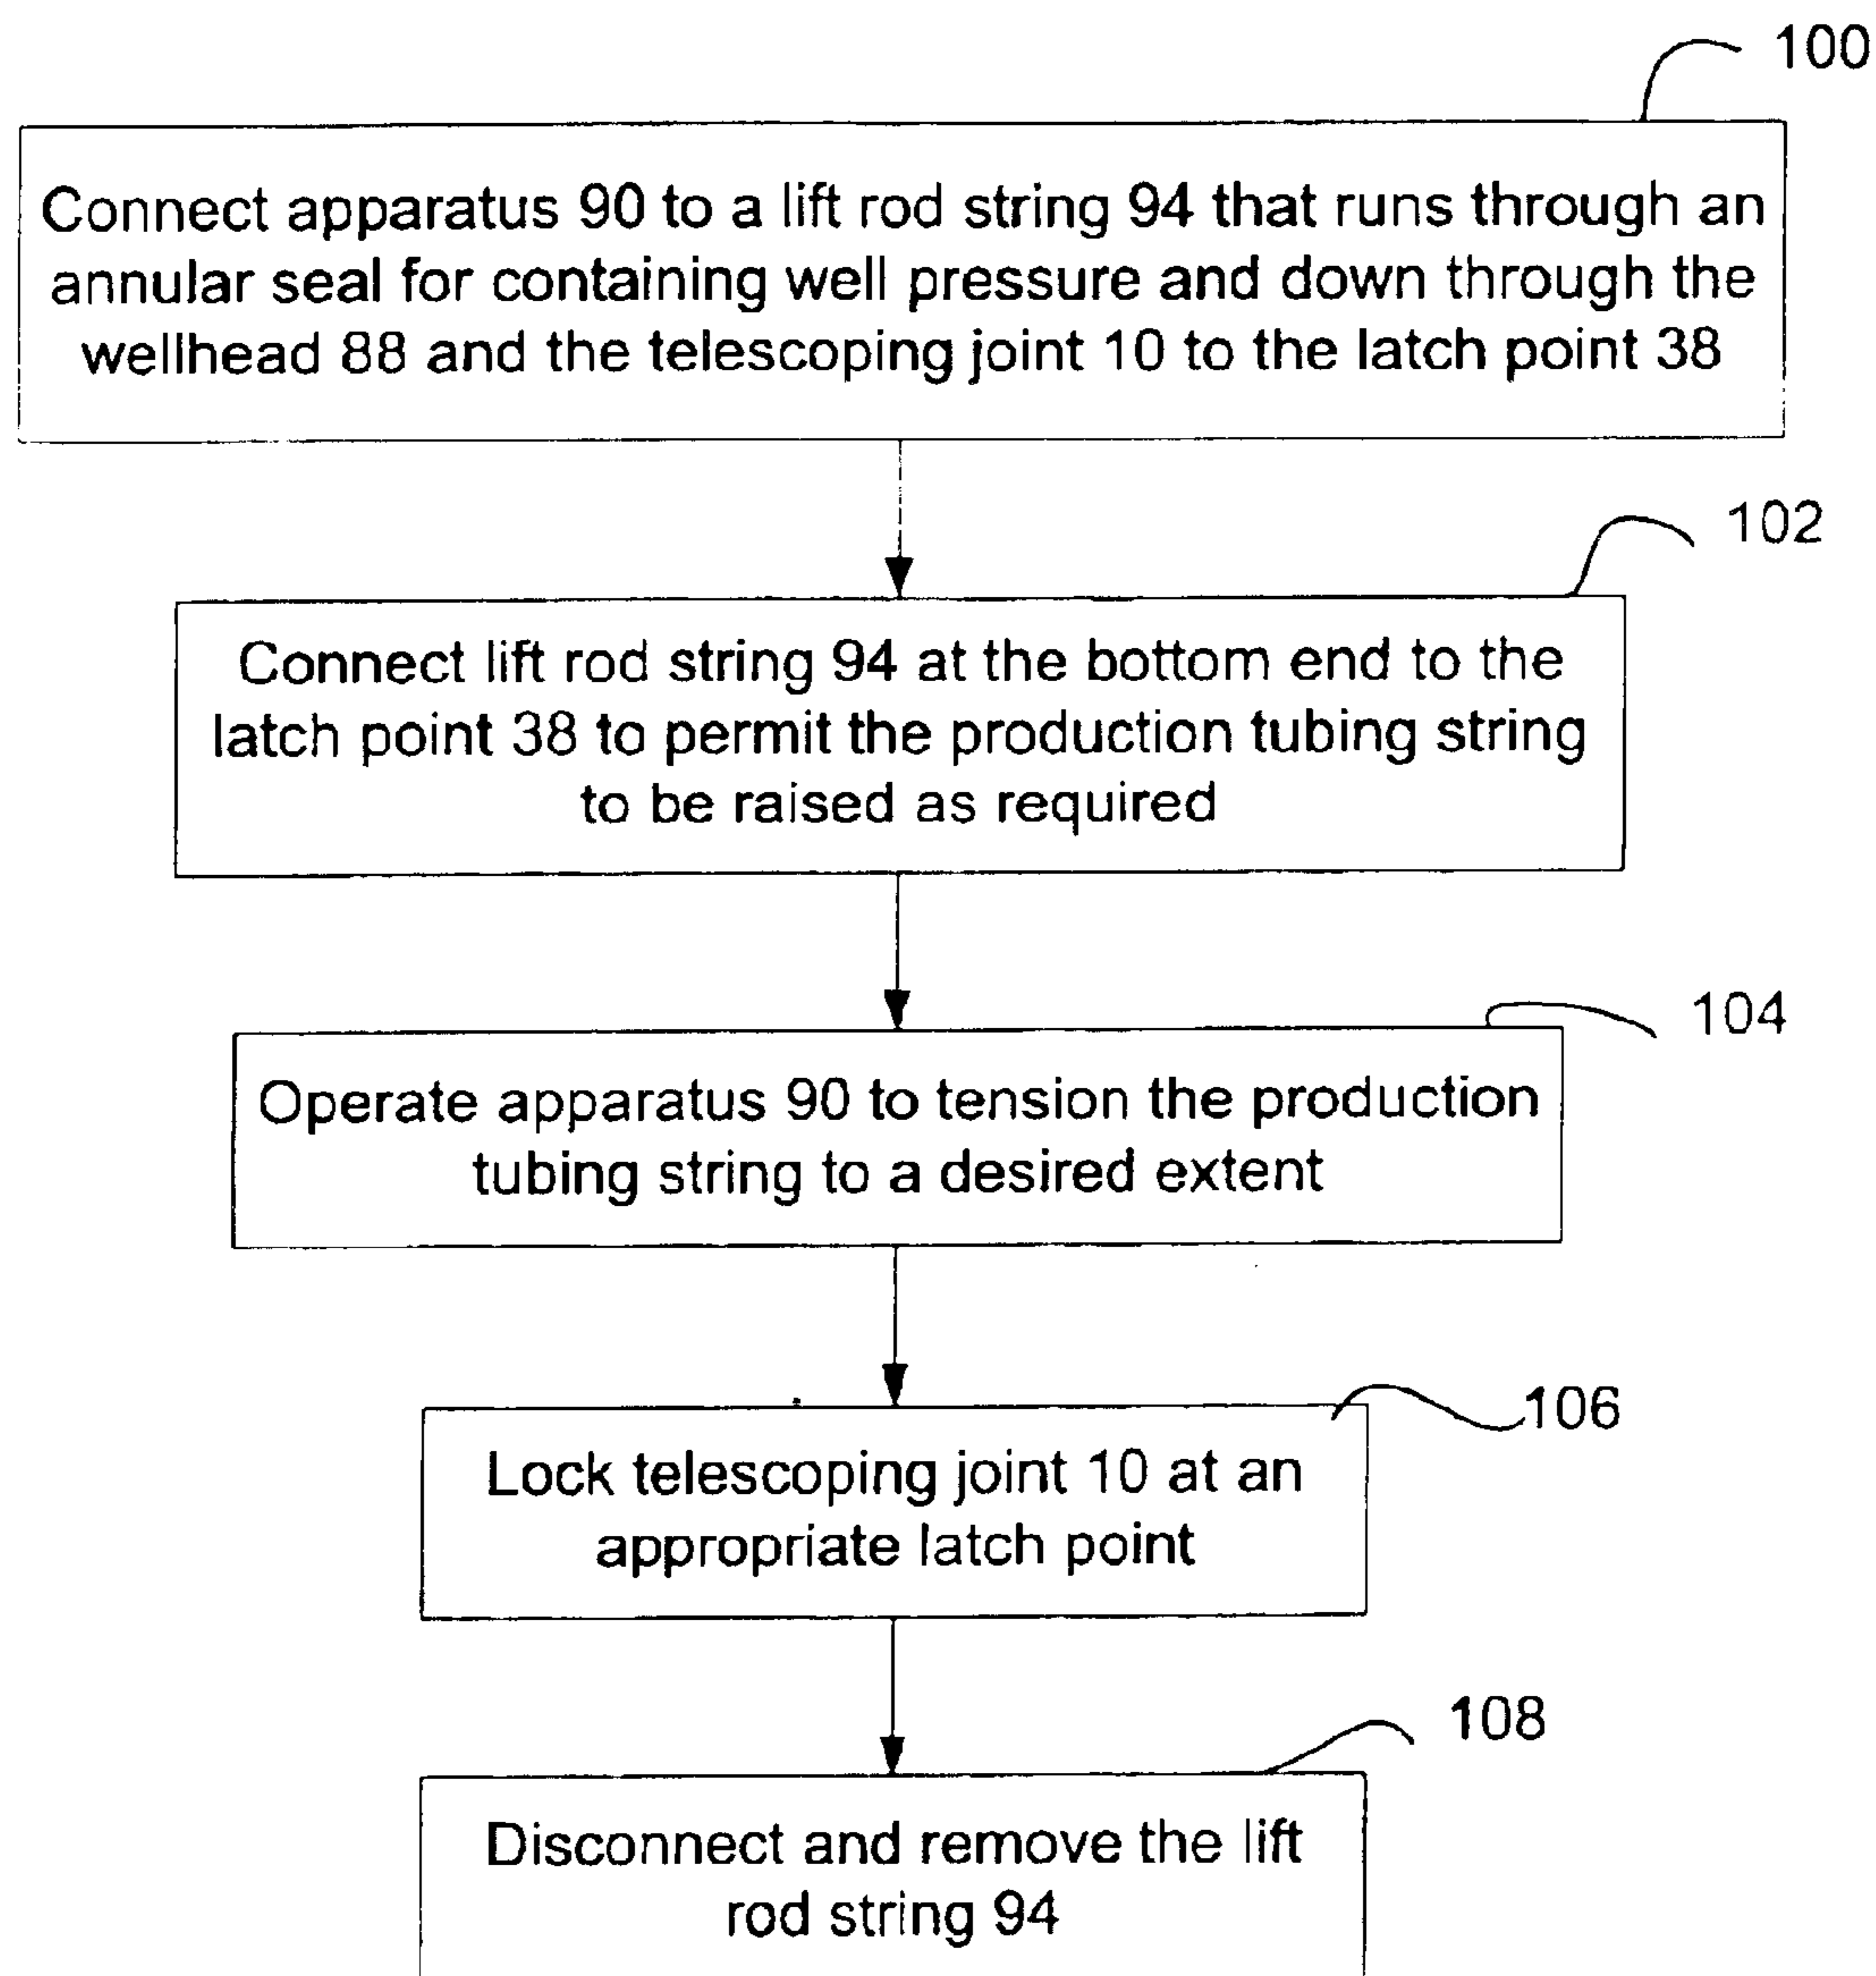 100
Connect apparatus 90 to a lift rod string 94 that runs through an
annular seal for containing well pressure and down through the
wellhead 88 and the telescoping joint 10 to the latch point 38
102
Connect lift rod string 94 at the bottom end to the
latch point 38 to permit the production tubing string
to be raised as required
104
Operate apparatus 90 to tension the production
tubing string to a desired extent
106
Lock telescoping joint 10 at an
appropriate latch point
108
Disconnect and remove the lift
rod string 94